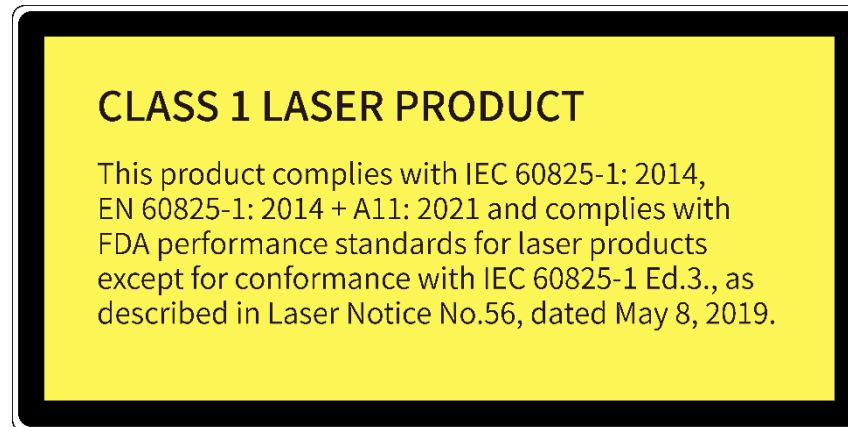 CLASS 1 LASER PRODUCT
This product complies with IEC 60825-1: 2014,
EN 60825-1: 2014 + A11: 2021 and complies with
FDA performance standards for laser products
except for conformance with IEC 60825-1 Ed.3., as
described in Laser Notice No.56, dated May 8, 2019.